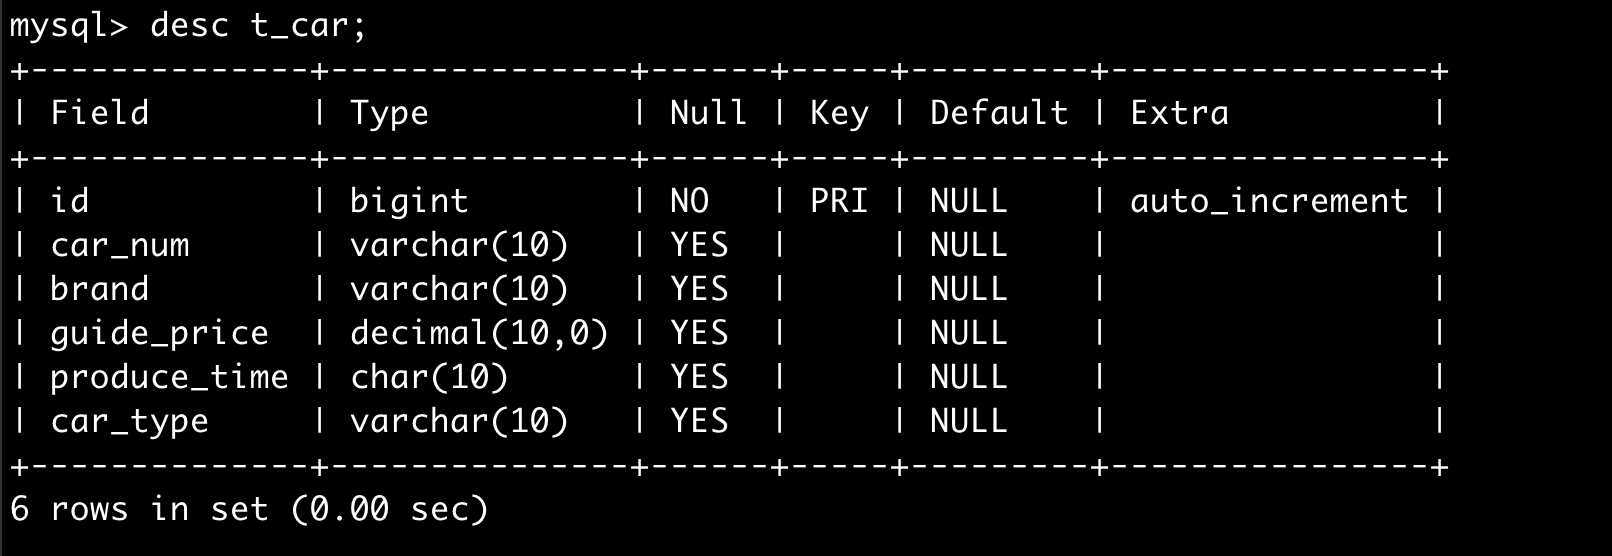 mysql> desc t_car;
+--------------+---------------+------+-----+---------+----------------+
| Field        | Type          | Null | Key | Default | Extra          |
+--------------+---------------+------+-----+---------+----------------+
| id           | bigint        | NO   | PRI | NULL    | auto_increment |
| car_num      | varchar(10)   | YES  |     | NULL    |                |
| brand        | varchar(10)   | YES  |     | NULL    |                |
| guide_price  | decimal(10,0) | YES  |     | NULL    |                |
| produce_time | char(10)      | YES  |     | NULL    |                |
| car_type     | varchar(10)   | YES  |     | NULL    |                |
+--------------+---------------+------+-----+---------+----------------+
6 rows in set (0.00 sec)